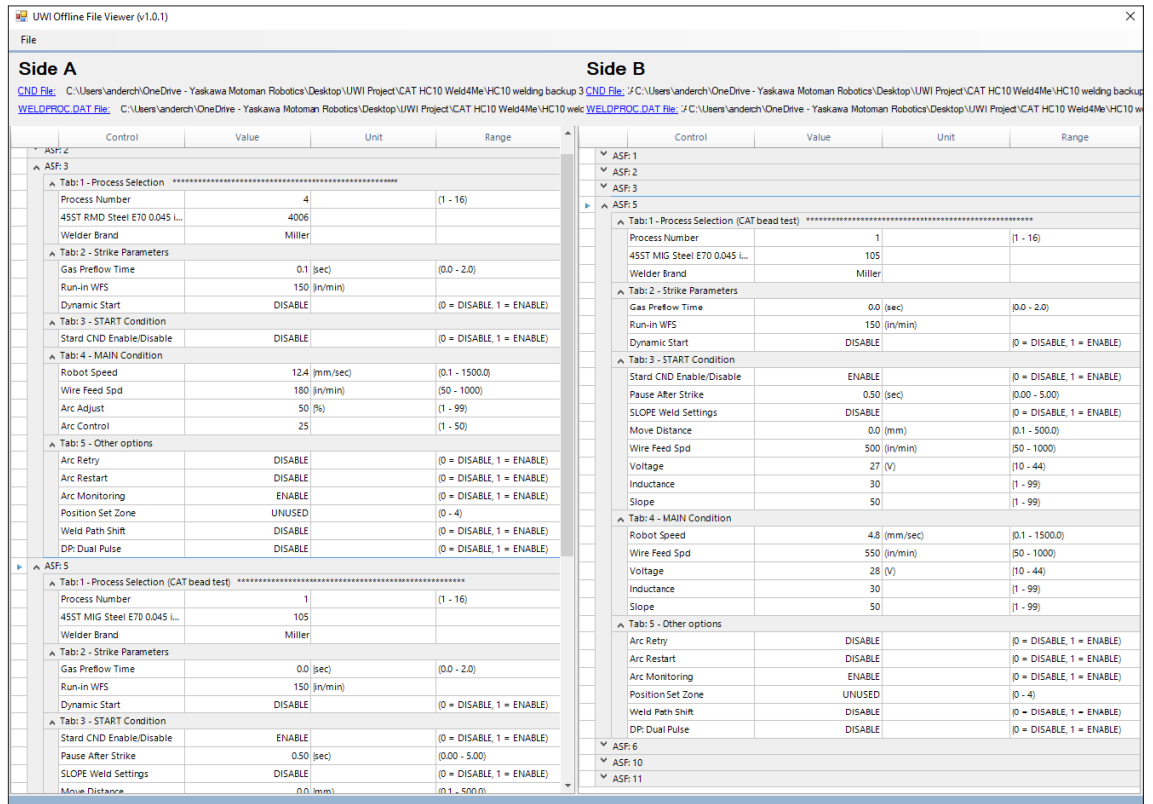 UWI Offline File Viewer (v1.0.1)
File
Side A
CND File: C:\Users\anderch\OneDrive - Yaskawa Motoman Robotics\Desktop\UWI Project\CAT HC10 Weld4Me\HC10 welding backup 3
WELDPROC.DAT File: C:\Users\anderch\OneDrive - Yaskawa Motoman Robotics\Desktop\UWI Project\CAT HC10 Weld4Me\HC10 weld
Control Value Unit Range
ASF: 2
ASF: 3
Tab: 1 - Process Selection ******************************************************
Process Number 4 (1 - 16)
45ST RMD Steel E70 0.045 i... 4006
Welder Brand Miller
Tab: 2 - Strike Parameters
Gas Preflow Time 0.1 (sec) (0.0 - 2.0)
Run-in WFS 150 (in/min)
Dynamic Start DISABLE (0 = DISABLE, 1 = ENABLE)
Tab: 3 - START Condition
Stard CND Enable/Disable DISABLE (0 = DISABLE, 1 = ENABLE)
Tab: 4 - MAIN Condition
Robot Speed 12.4 (mm/sec) (0.1 - 1500.0)
Wire Feed Spd 180 (in/min) (50 - 1000)
Arc Adjust 50 (%) (1 - 99)
Arc Control 25 (1 - 50)
Tab: 5 - Other options
Arc Retry DISABLE (0 = DISABLE, 1 = ENABLE)
Arc Restart DISABLE (0 = DISABLE, 1 = ENABLE)
Arc Monitoring ENABLE (0 = DISABLE, 1 = ENABLE)
Position Set Zone UNUSED (0 - 4)
Weld Path Shift DISABLE (0 = DISABLE, 1 = ENABLE)
DP: Dual Pulse DISABLE (0 = DISABLE, 1 = ENABLE)
ASF: 5
Tab: 1 - Process Selection (CAT bead test) ******************************************************
Process Number 1 (1 - 16)
45ST MIG Steel E70 0.045 i... 105
Welder Brand Miller
Tab: 2 - Strike Parameters
Gas Preflow Time 0.0 (sec) (0.0 - 2.0)
Run-in WFS 150 (in/min)
Dynamic Start DISABLE (0 = DISABLE, 1 = ENABLE)
Tab: 3 - START Condition
Stard CND Enable/Disable ENABLE (0 = DISABLE, 1 = ENABLE)
Pause After Strike 0.50 (sec) (0.00 - 5.00)
SLOPE Weld Settings DISABLE (0 = DISABLE, 1 = ENABLE)
Move Distance 0.0 (mm) (0.1 - 500.0)
Side B
CND File: C:\Users\anderch\OneDrive - Yaskawa Motoman Robotics\Desktop\UWI Project\CAT HC10 Weld4Me\HC10 welding backup
WELDPROC.DAT File: C:\Users\anderch\OneDrive - Yaskawa Motoman Robotics\Desktop\UWI Project\CAT HC10 Weld4Me\HC10 w
Control Value Unit Range
ASF: 1
ASF: 2
ASF: 3
ASF: 5
Tab: 1 - Process Selection (CAT bead test) ******************************************************
Process Number 1 (1 - 16)
45ST MIG Steel E70 0.045 i... 105
Welder Brand Miller
Tab: 2 - Strike Parameters
Gas Preflow Time 0.0 (sec) (0.0 - 2.0)
Run-in WFS 150 (in/min)
Dynamic Start DISABLE (0 = DISABLE, 1 = ENABLE)
Tab: 3 - START Condition
Stard CND Enable/Disable ENABLE (0 = DISABLE, 1 = ENABLE)
Pause After Strike 0.50 (sec) (0.00 - 5.00)
SLOPE Weld Settings DISABLE (0 = DISABLE, 1 = ENABLE)
Move Distance 0.0 (mm) (0.1 - 500.0)
Wire Feed Spd 500 (in/min) (50 - 1000)
Voltage 27 (V) (10 - 44)
Inductance 30 (1 - 99)
Slope 50 (1 - 99)
Tab: 4 - MAIN Condition
Robot Speed 4.8 (mm/sec) (0.1 - 1500.0)
Wire Feed Spd 550 (in/min) (50 - 1000)
Voltage 28 (V) (10 - 44)
Inductance 30 (1 - 99)
Slope 50 (1 - 99)
Tab: 5 - Other options
Arc Retry DISABLE (0 = DISABLE, 1 = ENABLE)
Arc Restart DISABLE (0 = DISABLE, 1 = ENABLE)
Arc Monitoring ENABLE (0 = DISABLE, 1 = ENABLE)
Position Set Zone UNUSED (0 - 4)
Weld Path Shift DISABLE (0 = DISABLE, 1 = ENABLE)
DP: Dual Pulse DISABLE (0 = DISABLE, 1 = ENABLE)
ASF: 6
ASF: 10
ASF: 11